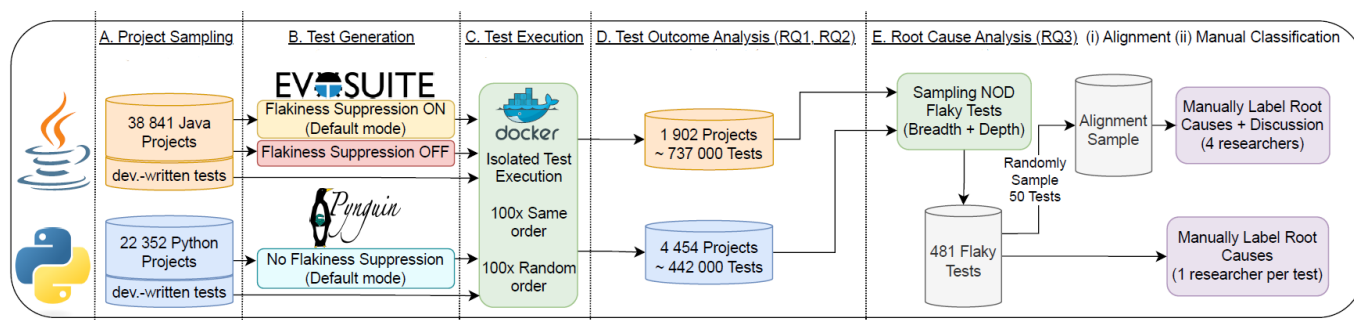 A. Project Sampling
38 841 Java
Projects
dev.-written tests
22 352 Python
Projects
dev.-written tests
B. Test Generation
EVOSUITE
Flakiness Suppression ON
(Default mode)
Flakiness Suppression OFF
Pynguin
No Flakiness Suppression
(Default mode)
C. Test Execution
docker
Isolated Test
Execution
100x Same
order
100x Random
order
D. Test Outcome Analysis (RQ1, RQ2)
1 902 Projects
~ 737 000 Tests
4 454 Projects
~ 442 000 Tests
E. Root Cause Analysis (RQ3) (i) Alignment (ii) Manual Classification
Sampling NOD
Flaky Tests
(Breadth + Depth)
481 Flaky
Tests
Randomly
Sample
50 Tests
Alignment
Sample
Manually Label Root
Causes + Discussion
(4 researchers)
Manually Label Root
Causes
(1 researcher per test)